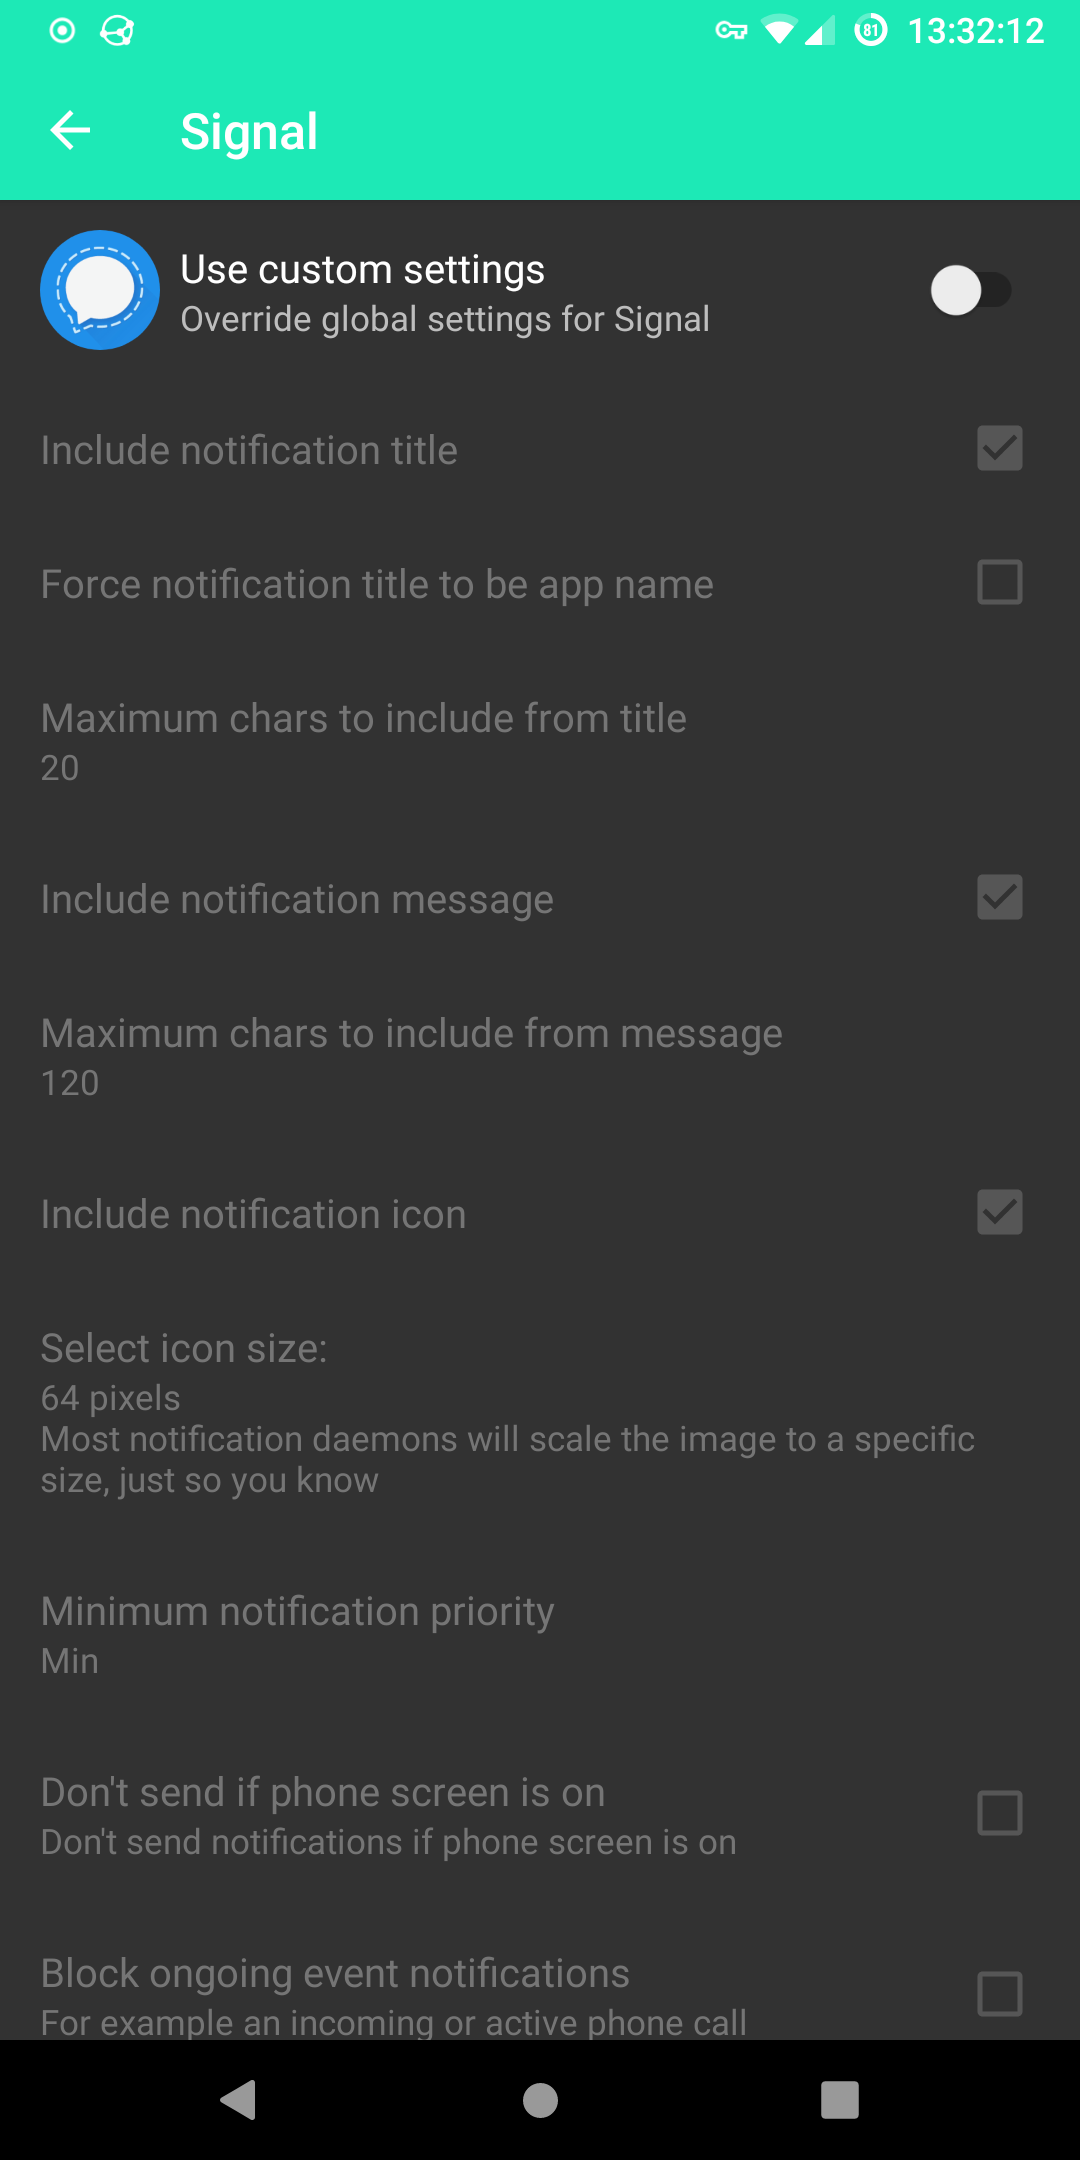 81 13:32:12
Signal
Use custom settings
Override global settings for Signal
Include notification title
Force notification title to be app name
Maximum chars to include from title
20
Include notification message
Maximum chars to include from message
120
Include notification icon
Select icon size:
64 pixels
Most notification daemons will scale the image to a specific
size, just so you know
Minimum notification priority
Min
Don't send if phone screen is on
Don't send notifications if phone screen is on
Block ongoing event notifications
For example an incoming or active phone call